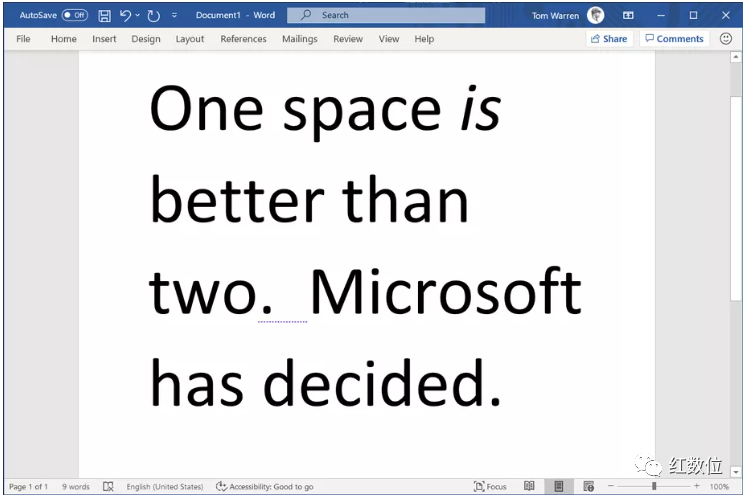 AutoSave Off Document1 - Word Search Tom Warren
File Home Insert Design Layout References Mailings Review View Help Share Comments
One space is
better than
two.  Microsoft
has decided.
红数位
Page 1 of 1 9 words English (United States) Accessibility: Good to go Focus 100%